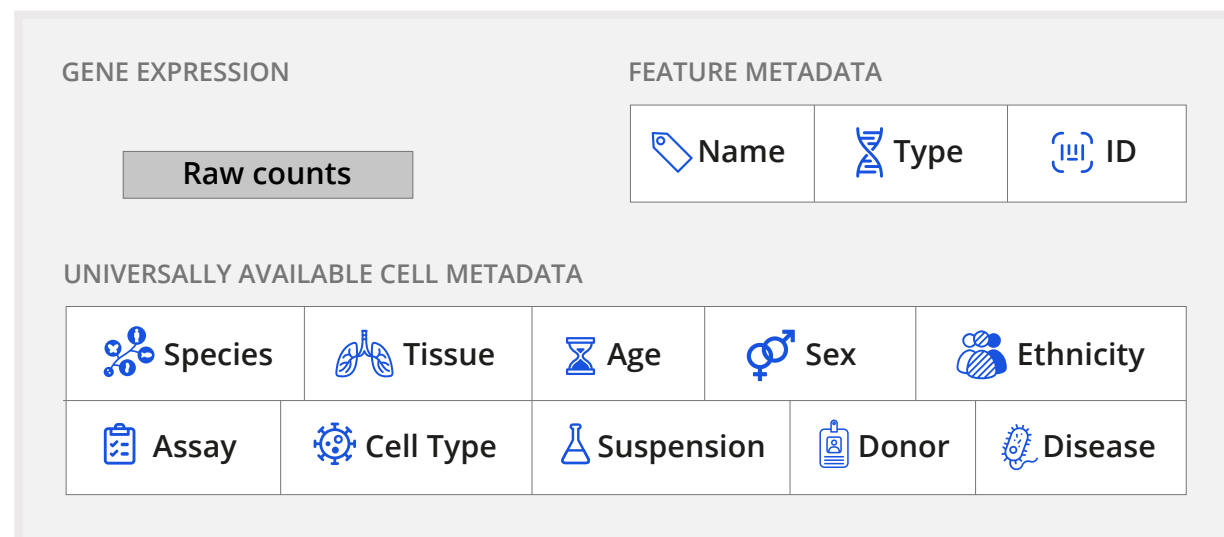 GENE EXPRESSION
FEATURE METADATA
Raw counts
Name
Type
ID
UNIVERSALLY AVAILABLE CELL METADATA
Species
Tissue
Age
Sex
Ethnicity
Assay
Cell Type
Suspension
Donor
Disease